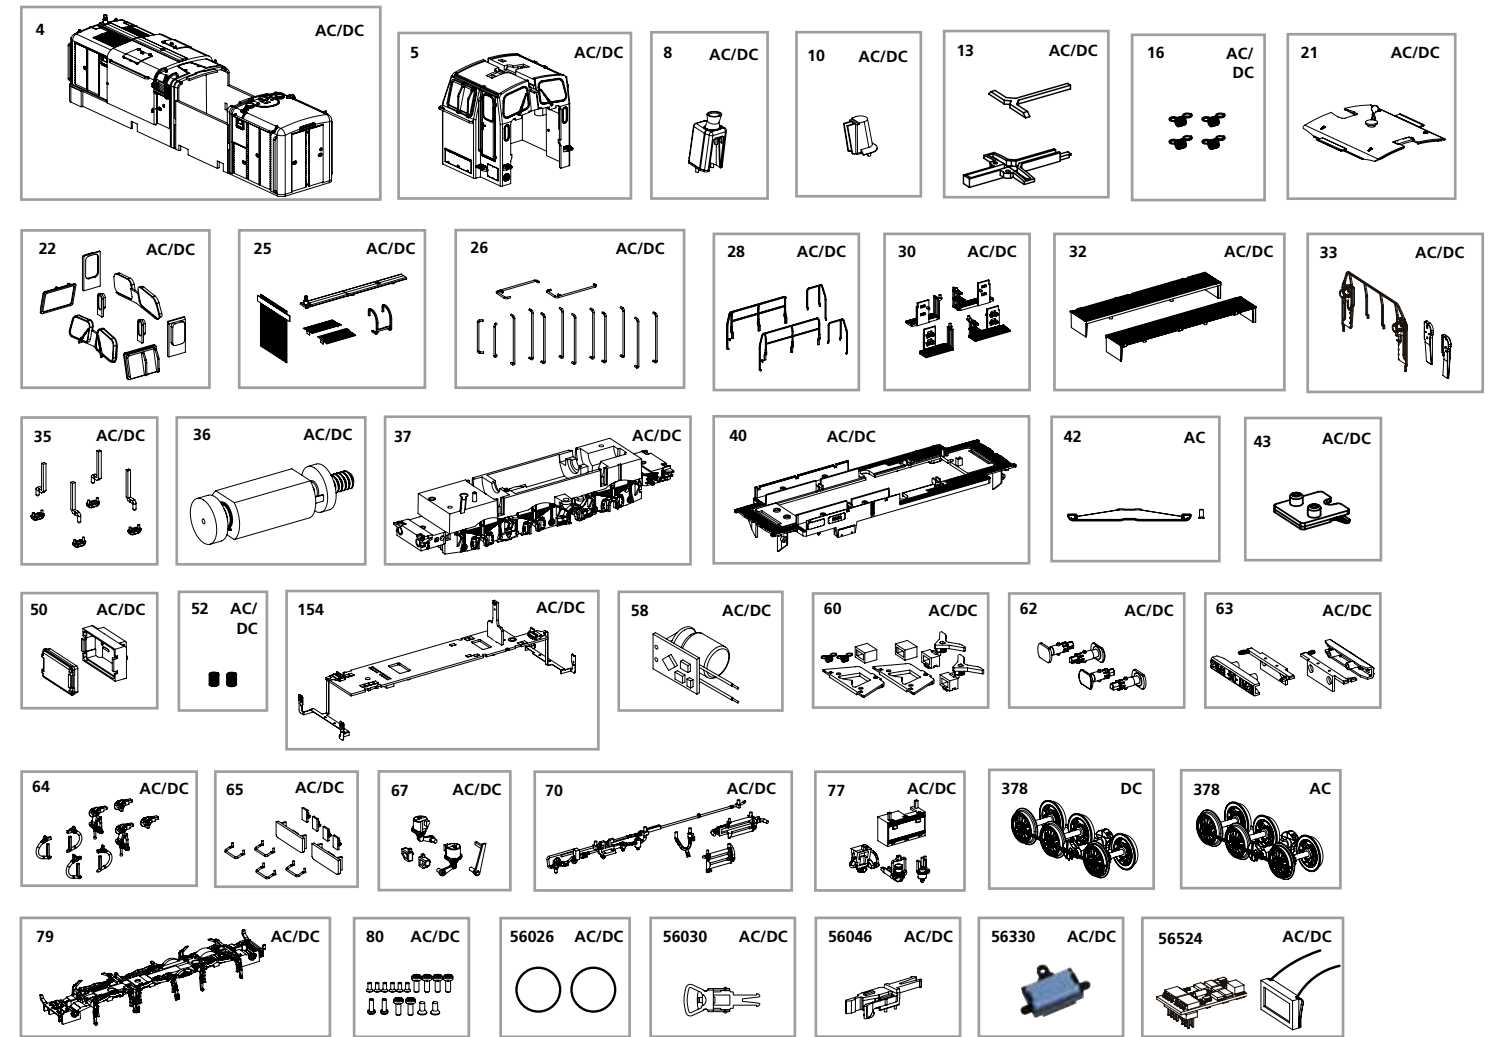 4 AC/DC
5 AC/DC
8 AC/DC
10 AC/DC
13 AC/DC
16 AC/
DC
21 AC/DC
22 AC/DC
25 AC/DC
26 AC/DC
28 AC/DC
30 AC/DC
32 AC/DC
33 AC/DC
35 AC/DC
36 AC/DC
37 AC/DC
40 AC/DC
42 AC
43 AC/DC
50 AC/DC
52 AC/
DC
154 AC/DC
58 AC/DC
60 AC/DC
62 AC/DC
63 AC/DC
64 AC/DC
65 AC/DC
67 AC/DC
70 AC/DC
77 AC/DC
378 DC
378 AC
79 AC/DC
80 AC/DC
56026 AC/DC
56030 AC/DC
56046 AC/DC
56330 AC/DC
56524 AC/DC